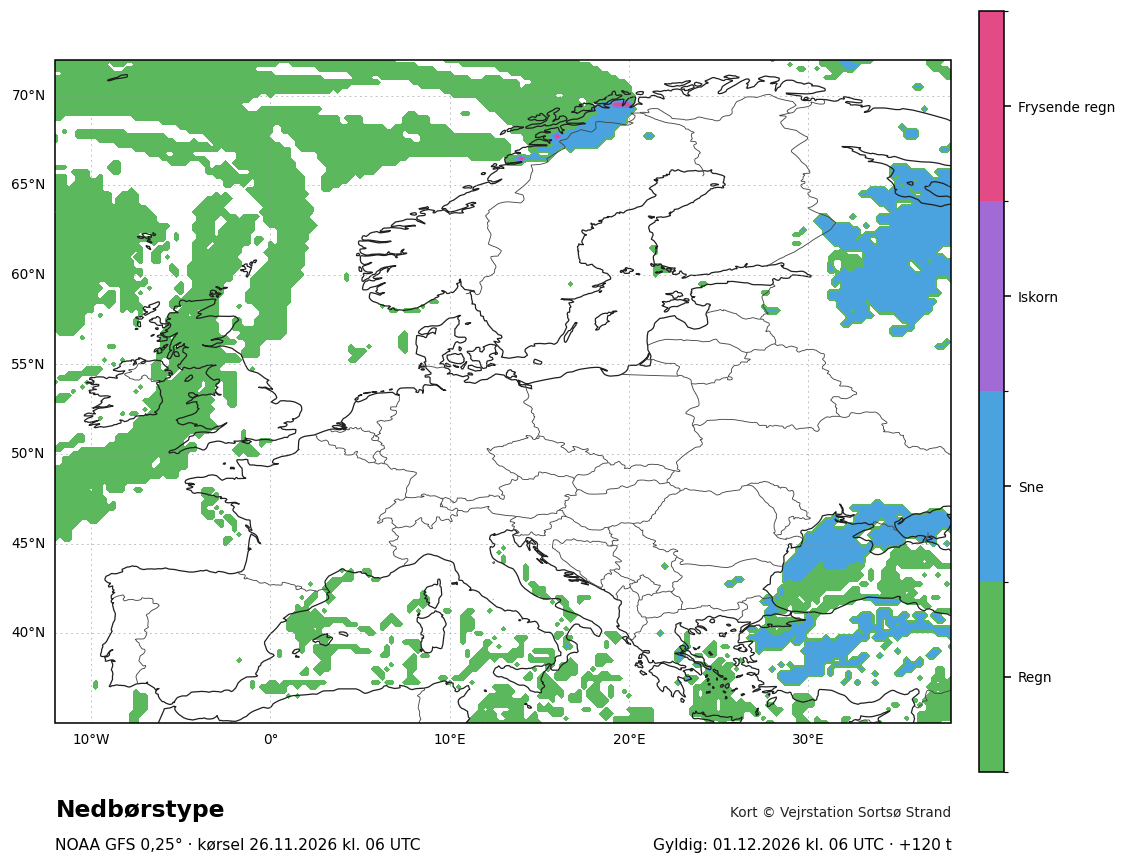 70°N
65°N
60°N
55°N
50°N
45°N
40°N
10°W
0°
10°E
20°E
30°E
Frysende regn
Iskorn
Sne
Regn
Nedbørstype
Kort © Vejrstation Sortsø Strand
NOAA GFS 0,25° · kørsel 26.11.2026 kl. 06 UTC
Gyldig: 01.12.2026 kl. 06 UTC · +120 t